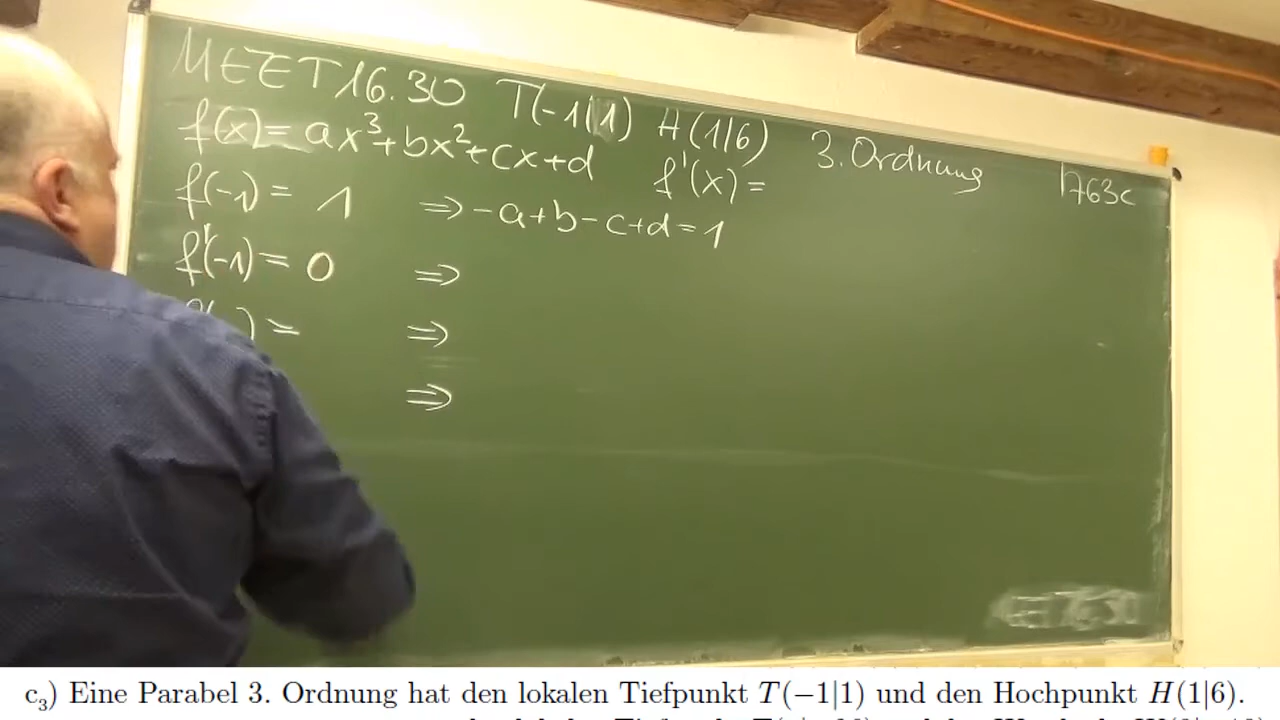 MEET 16.30 T(-1|1) H(1|6) 3. Ordnung 1763c
f(x)= ax³+bx²+cx+d f'(x)=
f(-1)= 1 ⇒ -a+b-c+d=1
f'(-1)= 0 ⇒
)= ⇒
⇒
c₃) Eine Parabel 3. Ordnung hat den lokalen Tiefpunkt T(−1|1) und den Hochpunkt H(1|6).